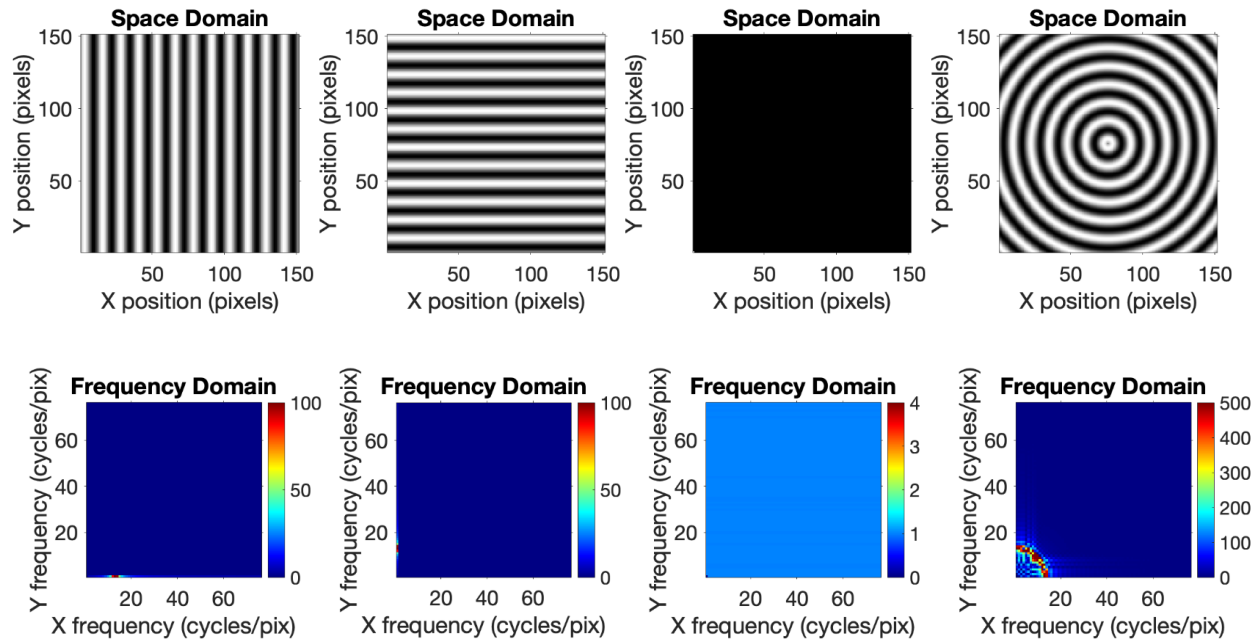 Space Domain
150
100
50
Y position (pixels)
50 100 150
X position (pixels)
Space Domain
150
100
50
Y position (pixels)
50 100 150
X position (pixels)
Space Domain
150
100
50
Y position (pixels)
50 100 150
X position (pixels)
Space Domain
150
100
50
Y position (pixels)
50 100 150
X position (pixels)
Frequency Domain
60
40
20
Y frequency (cycles/pix)
20 40 60
X frequency (cycles/pix)
100
50
0
Frequency Domain
60
40
20
Y frequency (cycles/pix)
20 40 60
X frequency (cycles/pix)
100
50
0
Frequency Domain
60
40
20
Y frequency (cycles/pix)
20 40 60
X frequency (cycles/pix)
4
3
2
1
0
Frequency Domain
60
40
20
Y frequency (cycles/pix)
20 40 60
X frequency (cycles/pix)
500
400
300
200
100
0